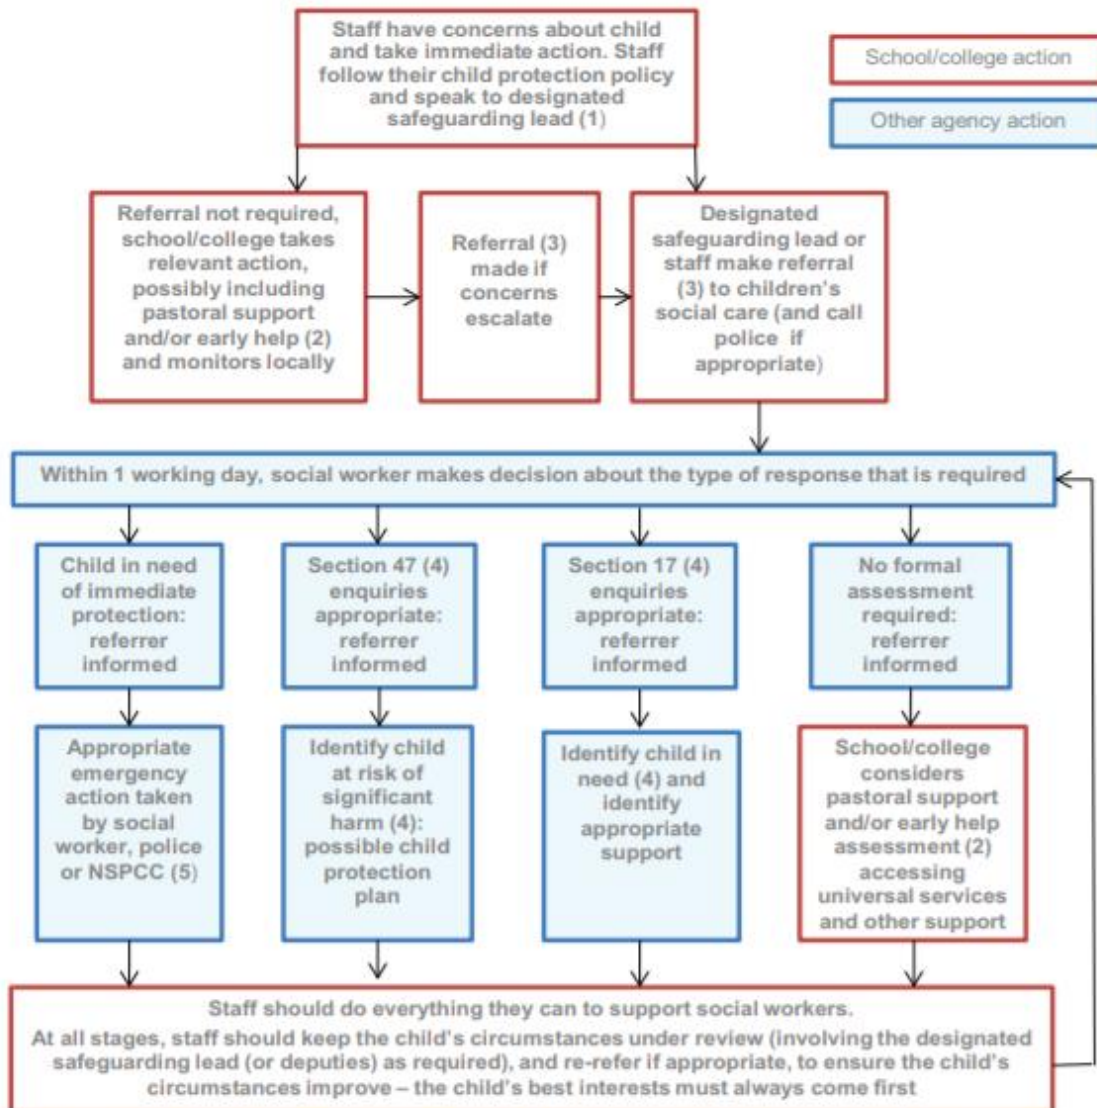 Staff have concerns about child
and take immediate action. Staff
follow their child protection policy
and speak to designated
safeguarding lead (1)
School/college action
Other agency action
Referral not required,
school/college takes
relevant action,
possibly including
pastoral support
and/or early help (2)
and monitors locally
Referral (3)
made if
concerns
escalate
Designated
safeguarding lead or
staff make referral
(3) to children's
social care (and call
police if
appropriate)
Within 1 working day, social worker makes decision about the type of response that is required
Child in need
of immediate
protection:
referrer
informed
Section 47 (4)
enquiries
appropriate:
referrer
informed
Section 17 (4)
enquiries
appropriate:
referrer
informed
No formal
assessment
required:
referrer
informed
Appropriate
emergency
action taken
by social
worker, police
or NSPCC (5)
Identify child
at risk of
significant
harm (4):
possible child
protection
plan
Identify child in
need (4) and
identify
appropriate
support
School/college
considers
pastoral support
and/or early help
assessment (2)
accessing
universal services
and other support
Staff should do everything they can to support social workers.
At all stages, staff should keep the child's circumstances under review (involving the designated
safeguarding lead (or deputies) as required), and re-refer if appropriate, to ensure the child's
circumstances improve – the child's best interests must always come first